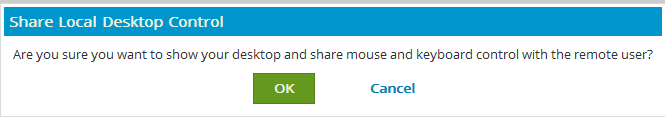 Share Local Desktop Control
Are you sure you want to show your desktop and share mouse and keyboard control with the remote user?
OK Cancel